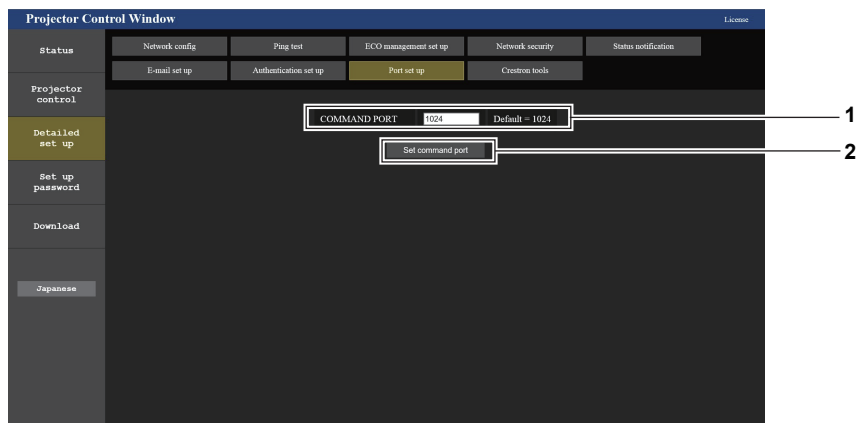 Projector Control Window
License
Status
Network config
Ping test
ECO management set up
Network security
Status notification
E-mail set up
Authentication set up
Port set up
Crestron tools
Projector
control
Detailed
set up
Set up
password
Download
Japanese
COMMAND PORT 1024 Default = 1024
1
Set command port
2